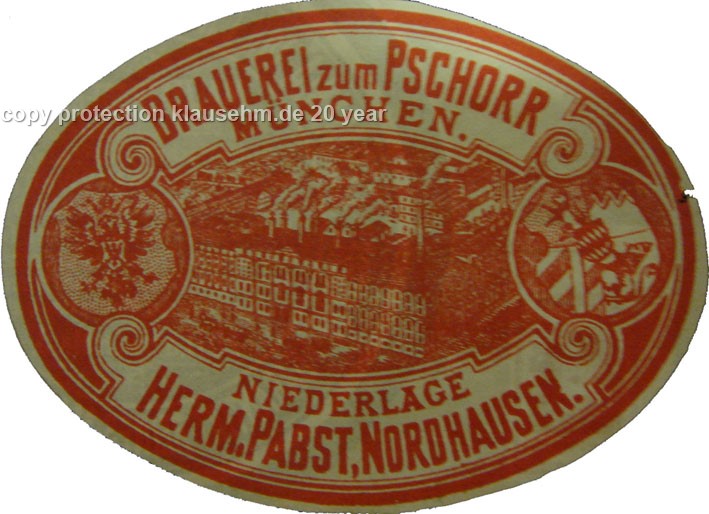 BRAUEREI zum PSCHORR
copy protection klausehm.de 20 year
MÜNCHEN.
NIEDERLAGE
HERM. PABST, NORDHAUSEN.